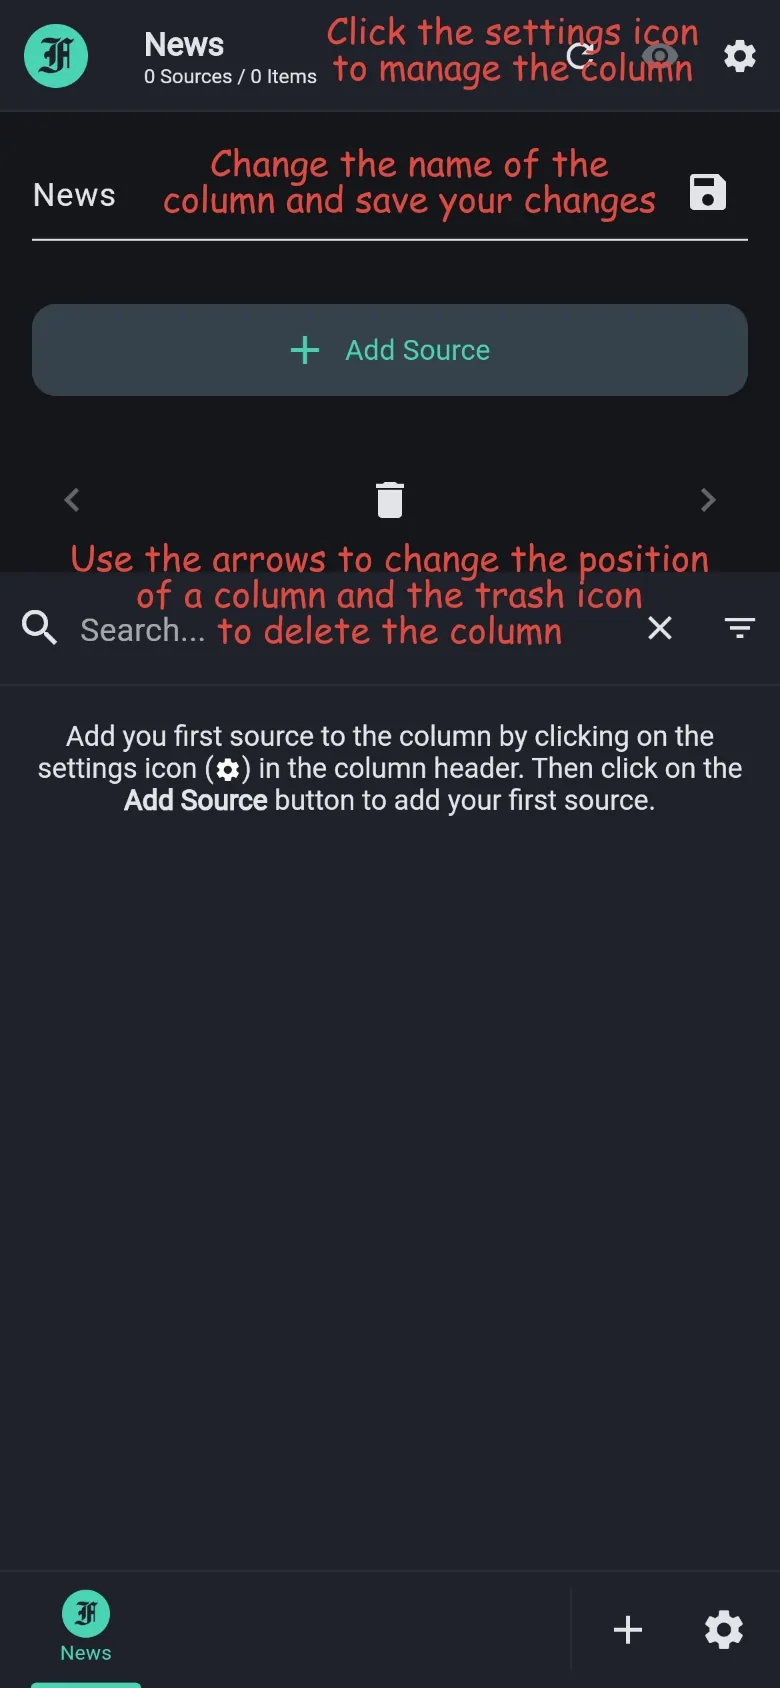 News
0 Sources / 0 Items
Click the settings icon
to manage the column
News
Change the name of the
column and save your changes
Add Source
Use the arrows to change the position
of a column and the trash icon
to delete the column
Search...
Add you first source to the column by clicking on the
settings icon () in the column header. Then click on the
Add Source button to add your first source.
News